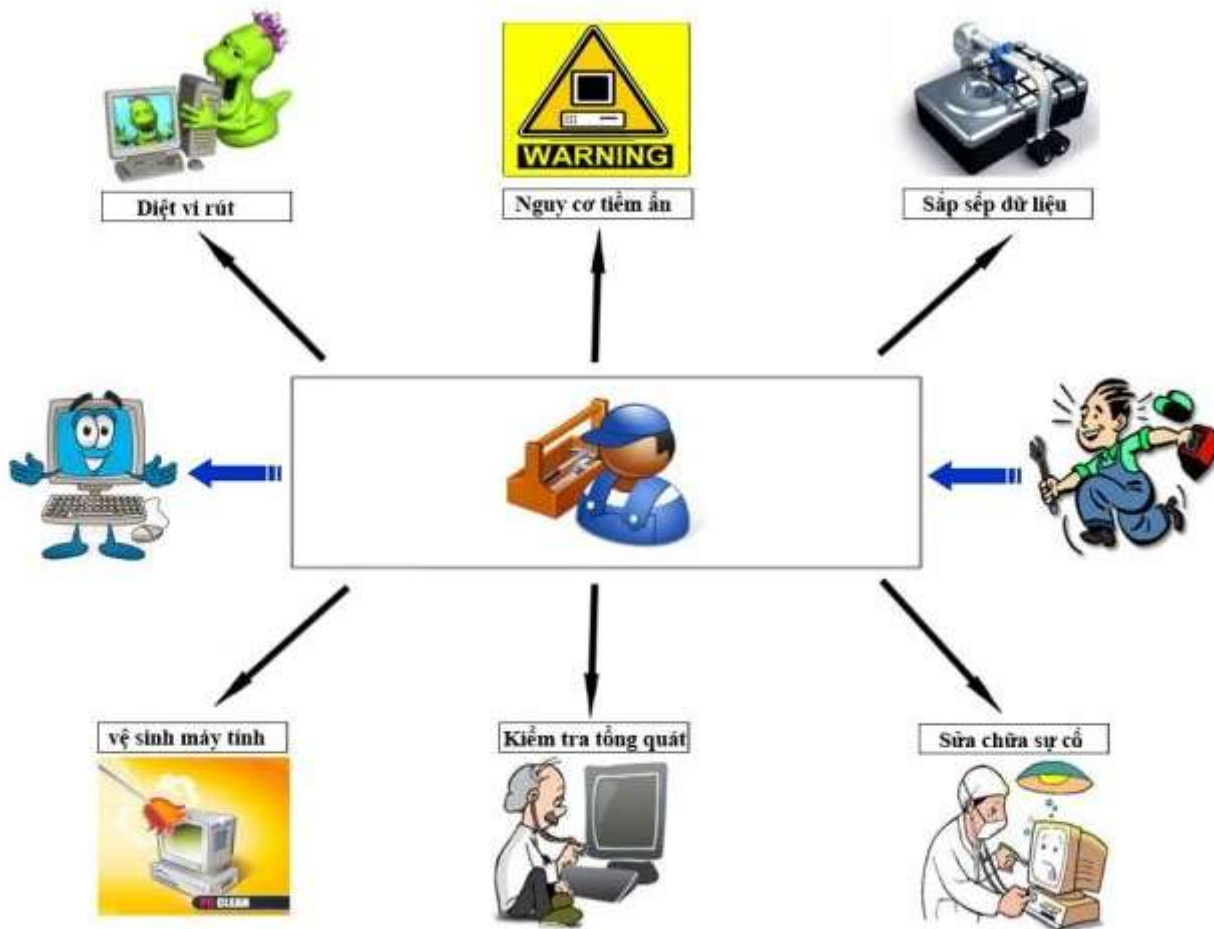 WARNING
Diệt vi rút
Nguy cơ tiềm ẩn
Sắp sếp dữ liệu
vệ sinh máy tính
Kiểm tra tổng quát
Sửa chữa sự cố
CLEAN